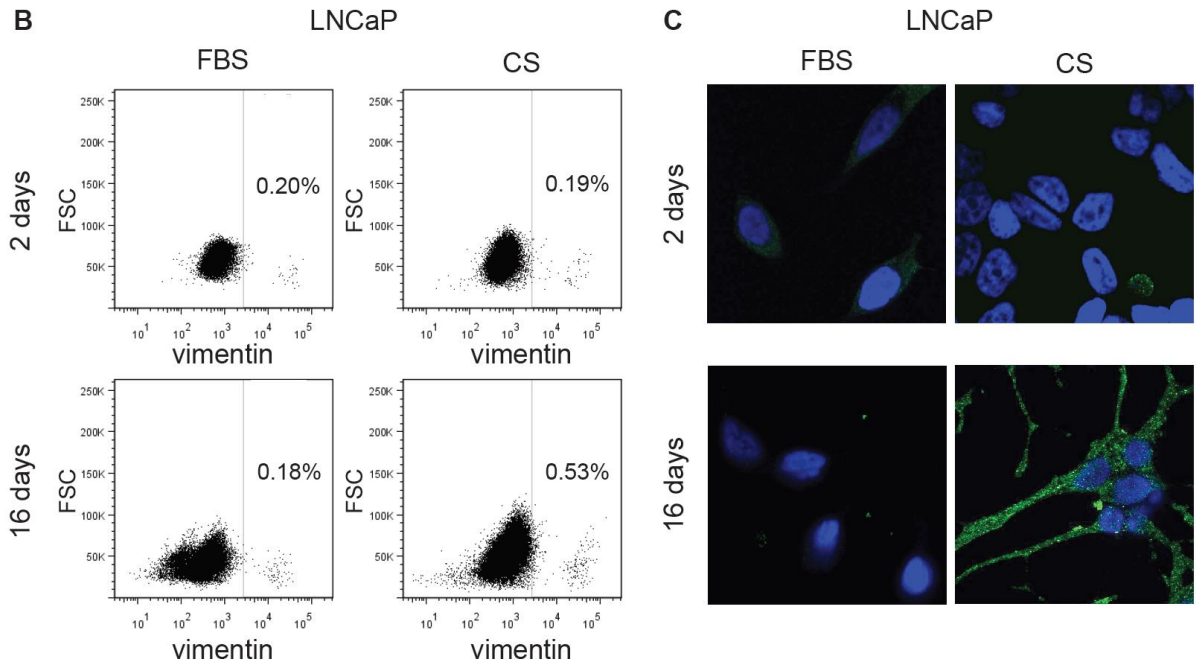 B
LNCaP
FBS
CS
2 days
FSC
250K
200K
150K
100K
50K
0.20%
10¹ 10² 10³ 10⁴ 10⁵
vimentin
FSC
250K
200K
150K
100K
50K
0.19%
10¹ 10² 10³ 10⁴ 10⁵
vimentin
16 days
FSC
250K
200K
150K
100K
50K
0.18%
10¹ 10² 10³ 10⁴ 10⁵
vimentin
FSC
250K
200K
150K
100K
50K
0.53%
10¹ 10² 10³ 10⁴ 10⁵
vimentin
C
LNCaP
FBS
CS
2 days
16 days